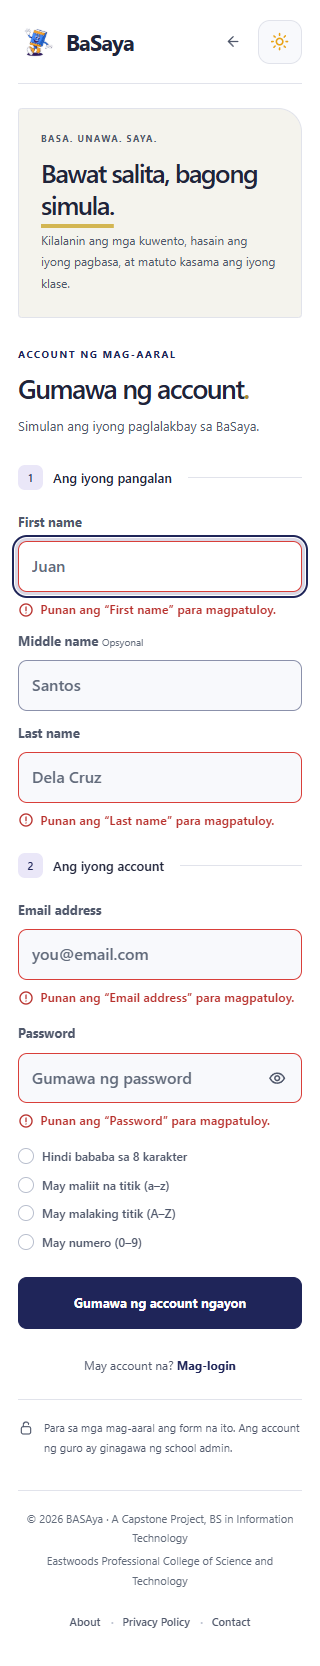 BaSaya
BASA. UNAWA. SAYA.
Bawat salita, bagong
simula.
Kilalanin ang mga kuwento, hasain ang
iyong pagbasa, at matuto kasama ang iyong
klase.
ACCOUNT NG MAG-AARAL
Gumawa ng account.
Simulan ang iyong paglalakbay sa BaSaya.
1 Ang iyong pangalan
First name
Juan
Punan ang “First name” para magpatuloy.
Middle name Opsyonal
Santos
Last name
Dela Cruz
Punan ang “Last name” para magpatuloy.
2 Ang iyong account
Email address
you@email.com
Punan ang “Email address” para magpatuloy.
Password
Gumawa ng password
Punan ang “Password” para magpatuloy.
Hindi bababa sa 8 karakter
May maliit na titik (a–z)
May malaking titik (A–Z)
May numero (0–9)
Gumawa ng account ngayon
May account na? Mag-login
Para sa mga mag-aaral ang form na ito. Ang account
ng guro ay ginagawa ng school admin.
© 2026 BASAya · A Capstone Project, BS in Information
Technology
Eastwoods Professional College of Science and
Technology
About · Privacy Policy · Contact